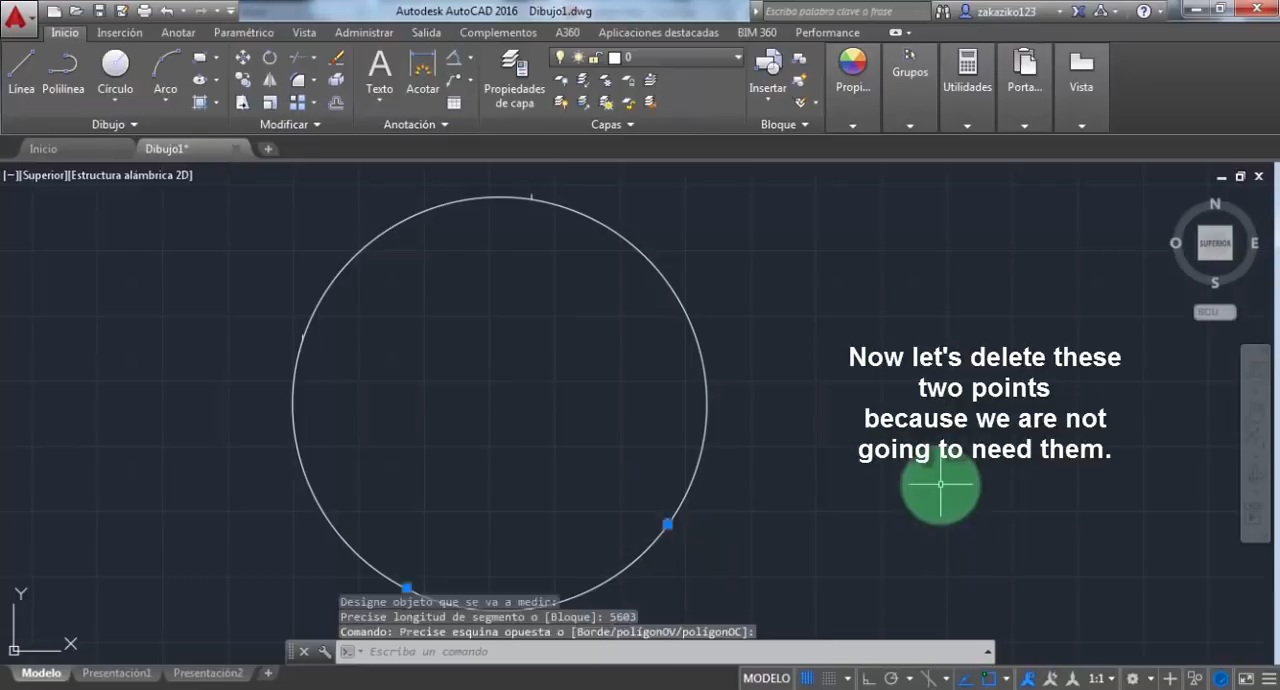 Autodesk AutoCAD 2016 Dibujo1.dwg
Escriba palabra clave o frase
zakaziko123
Inicio Inserción Anotar Paramétrico Vista Administrar Salida Complementos A360 Aplicaciones destacadas BIM 360 Performance
Línea Polilínea Círculo Arco
Texto Acotar
Propiedades
de capa
0
Insertar
Propi...
Grupos
Utilidades
Porta...
Vista
Dibujo Modificar Anotación Capas Bloque
Inicio Dibujo1*
[−][Superior][Estructura alámbrica 2D]
N
O SUPERIOR E
S
SCU
Now let's delete these
two points
because we are not
going to need them.
Y
X
Designe objeto que se va a medir:
Precise longitud de segmento o [Bloque]: 5603
Comando: Precise esquina opuesta o [Borde/polígonOV/polígonOC]:
Escriba un comando
Modelo Presentación1 Presentación2 +
MODELO 1:1